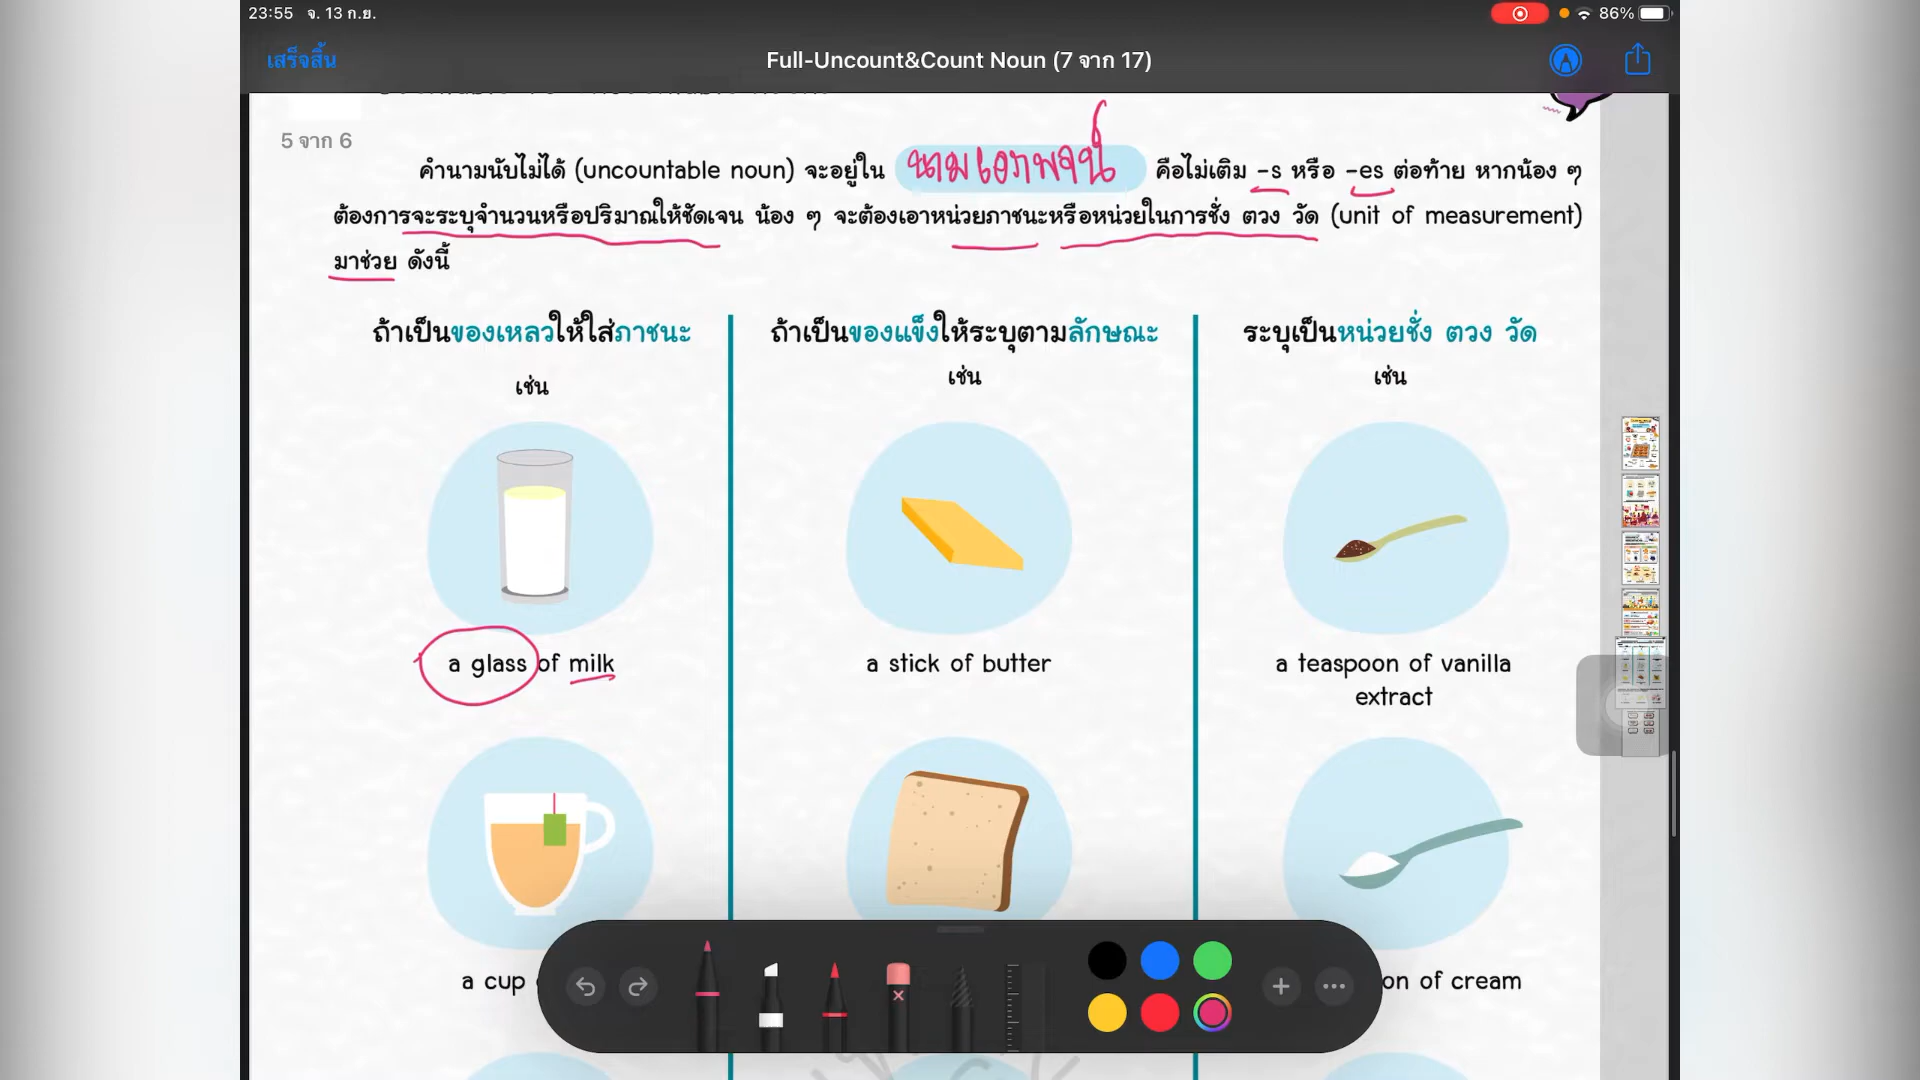 23:55 จ. 13 ก.ย.
86%
เสร็จสิ้น
Full-Uncount&Count Noun (7 จาก 17)
5 จาก 6
คำนามนับไม่ได้ (uncountable noun) จะอยู่ใน นามเอกพจน์ คือไม่เติม -s หรือ -es ต่อท้าย หากน้อง ๆ
ต้องการจะระบุจำนวนหรือปริมาณให้ชัดเจน น้อง ๆ จะต้องเอาหน่วยภาชนะหรือหน่วยในการชั่ง ตวง วัด (unit of measurement)
มาช่วย ดังนี้
ถ้าเป็นของเหลวให้ใส่ภาชนะ
เช่น
a glass of milk
a cup
ถ้าเป็นของแข็งให้ระบุตามลักษณะ
เช่น
a stick of butter
ระบุเป็นหน่วยชั่ง ตวง วัด
เช่น
a teaspoon of vanilla
extract
on of cream